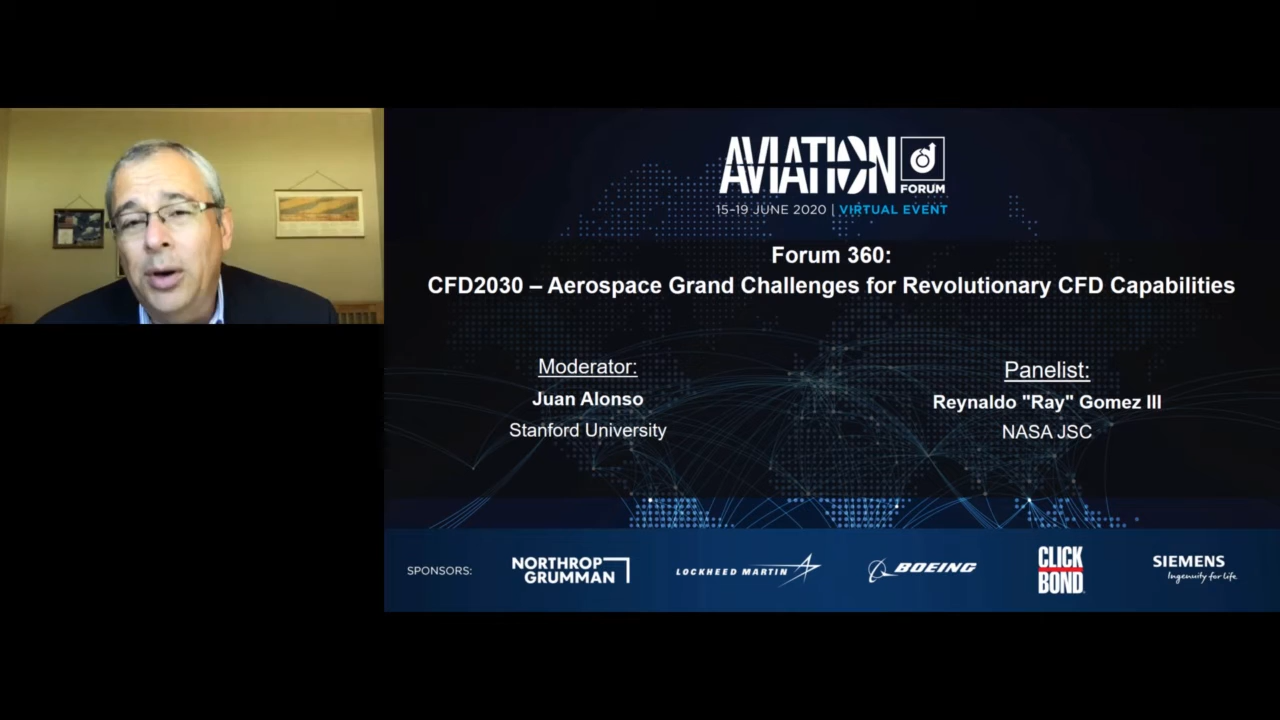 AVIATION
FORUM
15–19 JUNE 2020 | VIRTUAL EVENT
Forum 360:
CFD2030 – Aerospace Grand Challenges for Revolutionary CFD Capabilities
Moderator:
Juan Alonso
Stanford University
Panelist:
Reynaldo "Ray" Gomez III
NASA JSC
SPONSORS:
NORTHROP
GRUMMAN
LOCKHEED MARTIN
BOEING
CLICK
BOND
SIEMENS
Ingenuity for life